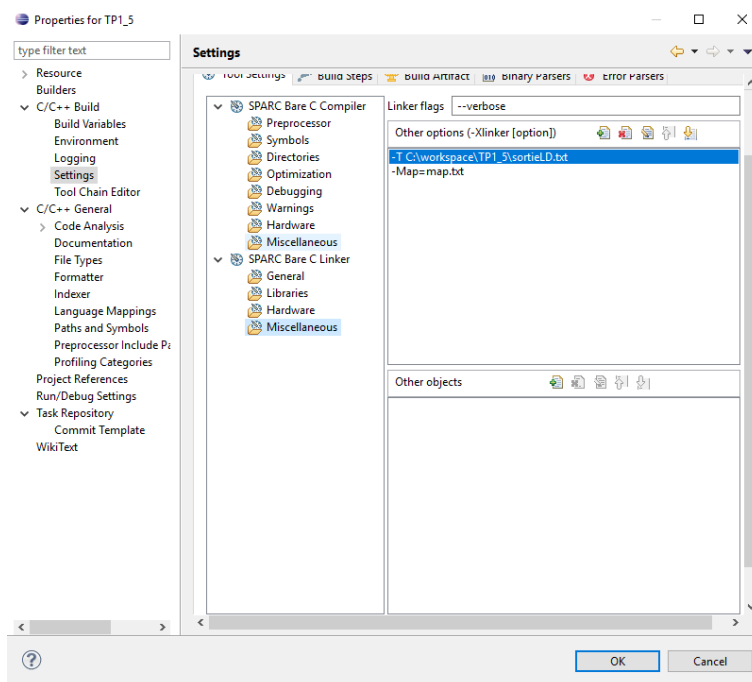 Properties for TP1_5
type filter text
Resource
Builders
C/C++ Build
Build Variables
Environment
Logging
Settings
Tool Chain Editor
C/C++ General
Code Analysis
Documentation
File Types
Formatter
Indexer
Language Mappings
Paths and Symbols
Preprocessor Include Pa
Profiling Categories
Project References
Run/Debug Settings
Task Repository
Commit Template
WikiText
Settings
Tool Settings
Build Steps
Build Artifact
Binary Parsers
Error Parsers
SPARC Bare C Compiler
Preprocessor
Symbols
Directories
Optimization
Debugging
Warnings
Hardware
Miscellaneous
SPARC Bare C Linker
General
Libraries
Hardware
Miscellaneous
Linker flags --verbose
Other options (-Xlinker [option])
-T C:\workspace\TP1_5\sortieLD.txt
-Map=map.txt
Other objects
OK
Cancel